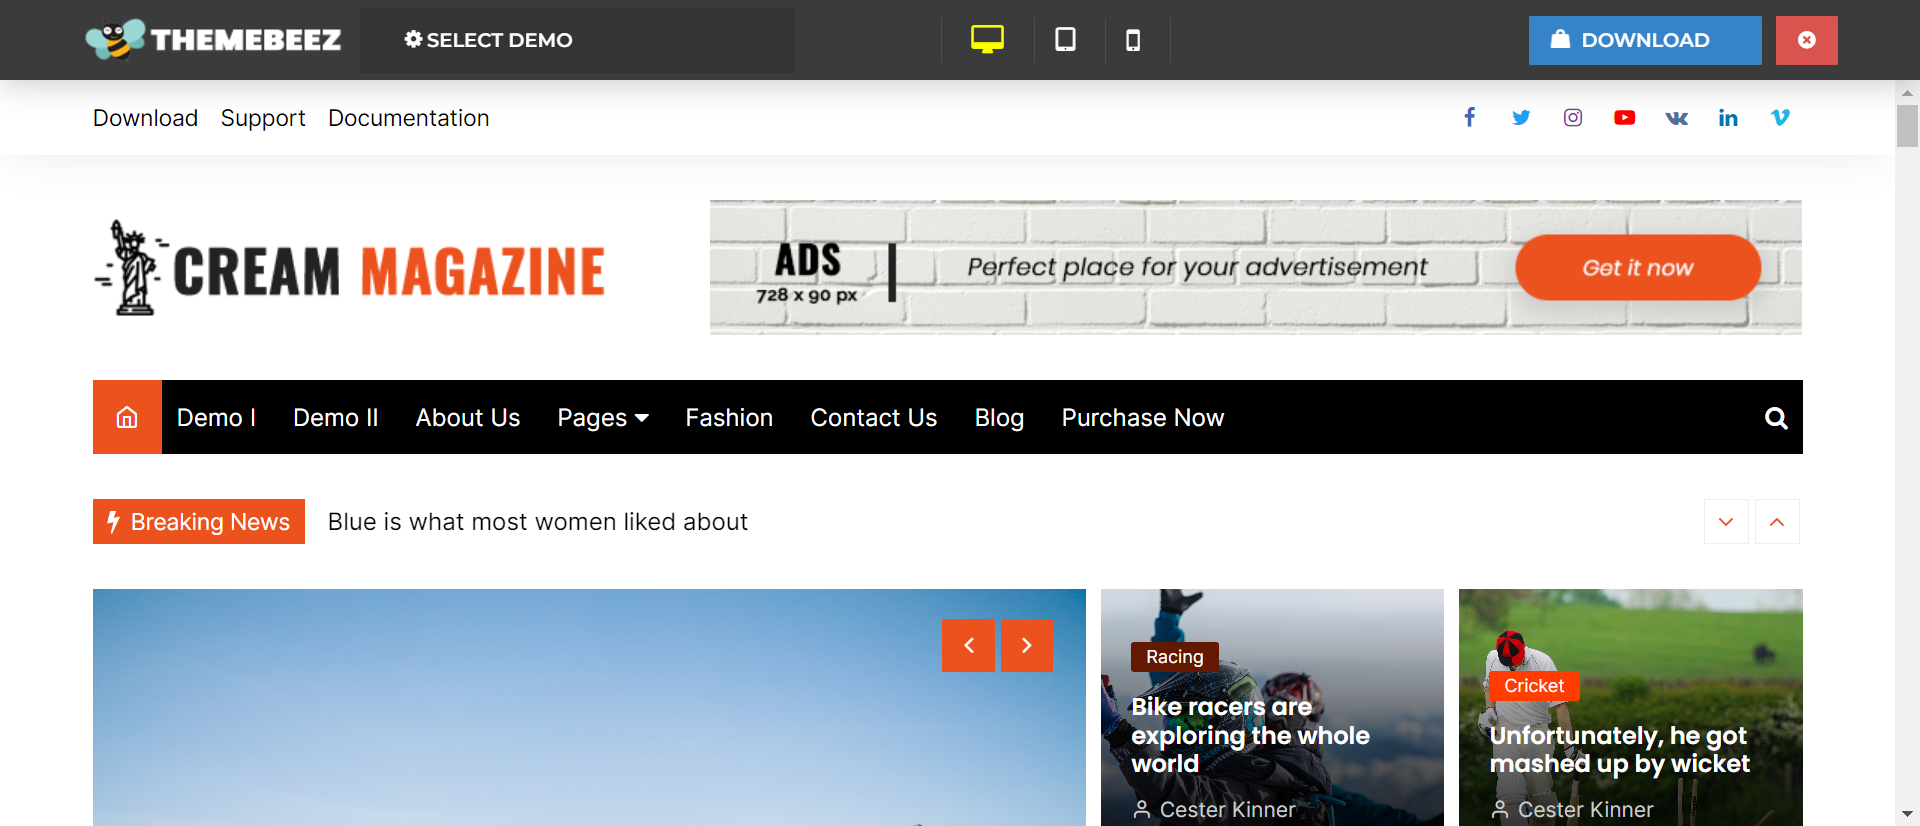 THEMEBEEZ
SELECT DEMO
DOWNLOAD
Download Support Documentation
CREAM MAGAZINE
ADS
728 x 90 px
Perfect place for your advertisement
Get it now
Demo I Demo II About Us Pages Fashion Contact Us Blog Purchase Now
Breaking News Blue is what most women liked about
Racing
Bike racers are
exploring the whole
world
Cester Kinner
Cricket
Unfortunately, he got
mashed up by wicket
Cester Kinner